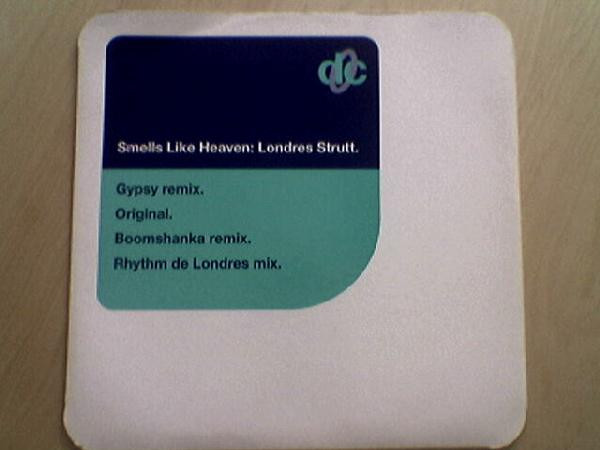 dc
Smells Like Heaven: Londres Strutt.
Gypsy remix.
Original.
Boomshanka remix.
Rhythm de Londres mix.